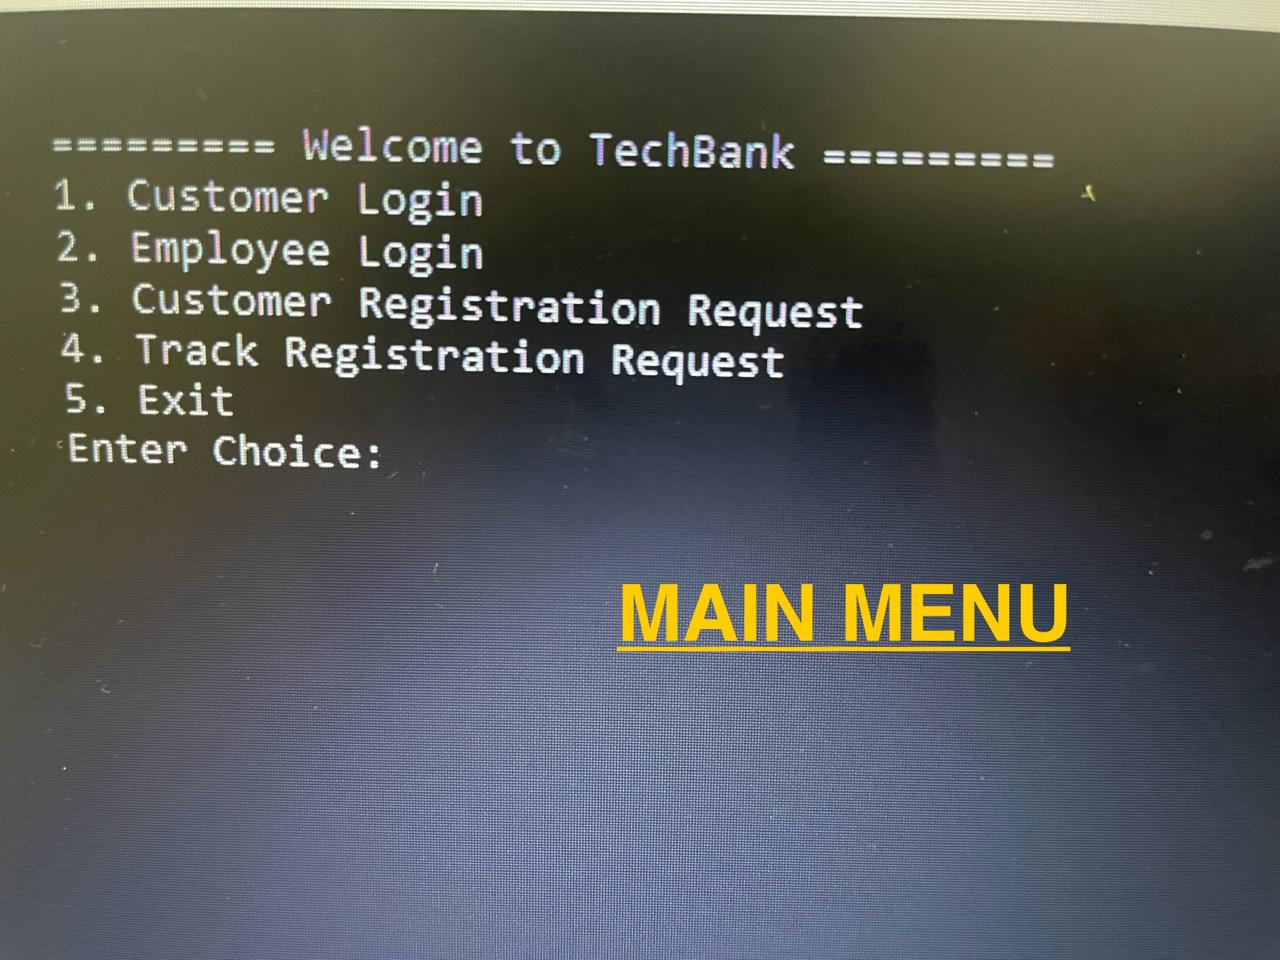 ========= Welcome to TechBank =========
1. Customer Login
2. Employee Login
3. Customer Registration Request
4. Track Registration Request
5. Exit
Enter Choice:
MAIN MENU